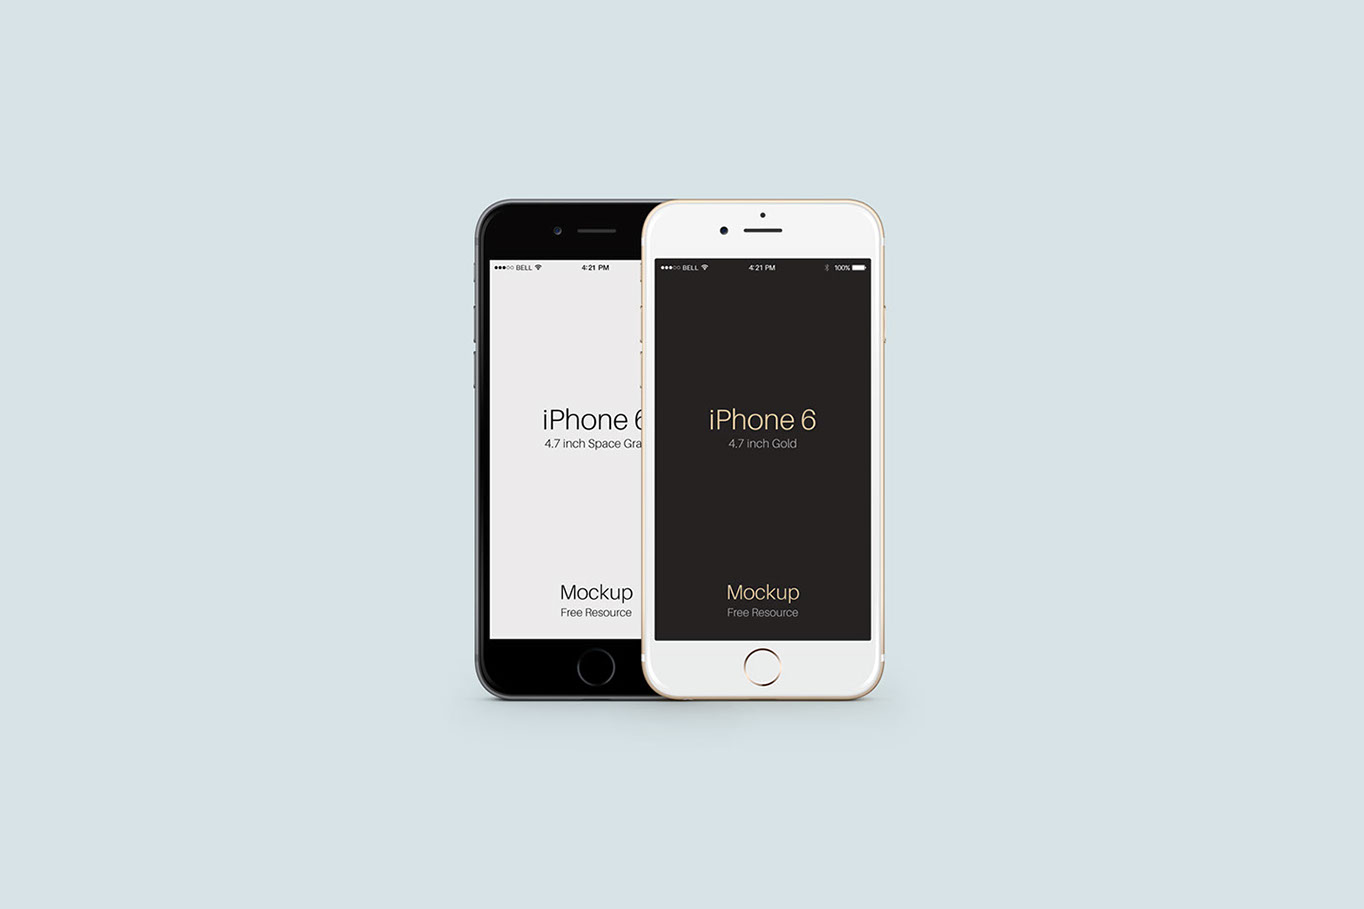 BELL 4:21 PM
iPhone 6
4.7 inch Space Gra
Mockup
Free Resource
BELL 4:21 PM 100%
iPhone 6
4.7 inch Gold
Mockup
Free Resource